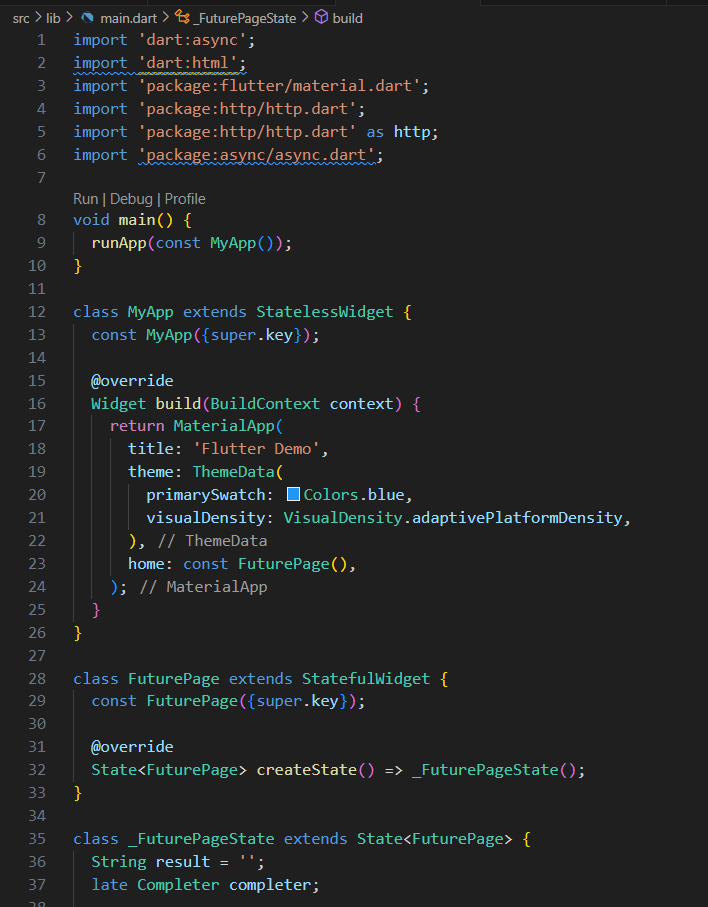 src > lib > main.dart > _FuturePageState > build
1 import 'dart:async';
2 import 'dart:html';
3 import 'package:flutter/material.dart';
4 import 'package:http/http.dart';
5 import 'package:http/http.dart' as http;
6 import 'package:async/async.dart';
7
Run | Debug | Profile
8 void main() {
9   runApp(const MyApp());
10 }
11
12 class MyApp extends StatelessWidget {
13   const MyApp({super.key});
14
15   @override
16   Widget build(BuildContext context) {
17     return MaterialApp(
18       title: 'Flutter Demo',
19       theme: ThemeData(
20         primarySwatch: Colors.blue,
21         visualDensity: VisualDensity.adaptivePlatformDensity,
22       ), // ThemeData
23       home: const FuturePage(),
24     ); // MaterialApp
25   }
26 }
27
28 class FuturePage extends StatefulWidget {
29   const FuturePage({super.key});
30
31   @override
32   State<FuturePage> createState() => _FuturePageState();
33 }
34
35 class _FuturePageState extends State<FuturePage> {
36   String result = '';
37   late Completer completer;